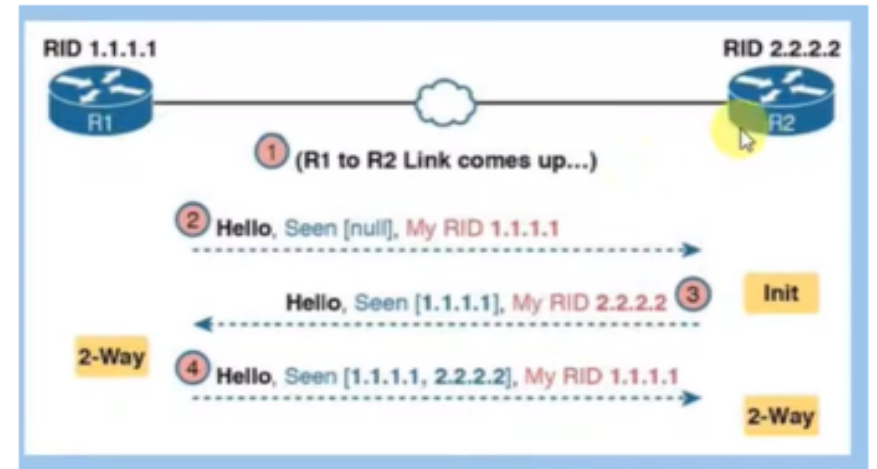 RID 1.1.1.1
RID 2.2.2.2
R1
R2
1 (R1 to R2 Link comes up...)
2 Hello, Seen [null], My RID 1.1.1.1
Hello, Seen [1.1.1.1], My RID 2.2.2.2 3
Init
2-Way
4 Hello, Seen [1.1.1.1, 2.2.2.2], My RID 1.1.1.1
2-Way